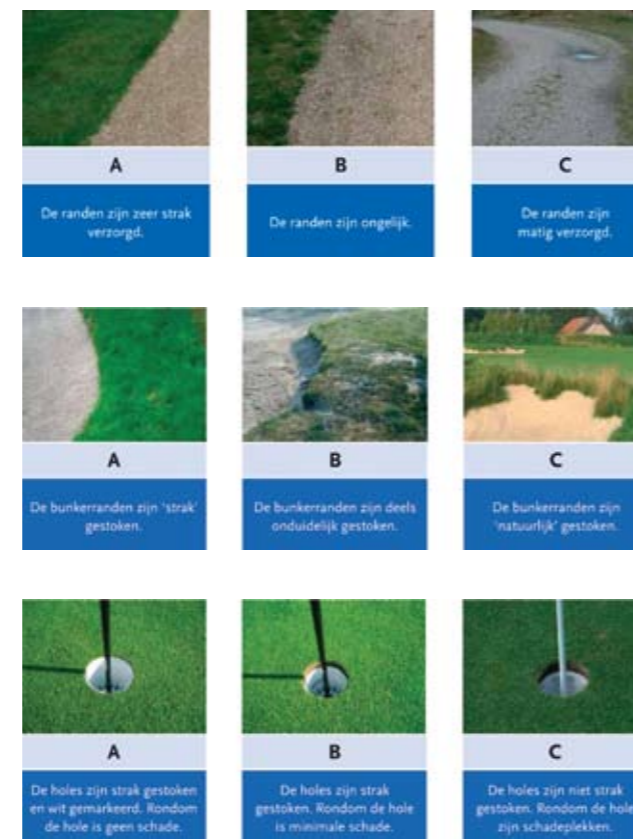 A
B
C
De randen zijn zeer strak
verzorgd.
De randen zijn ongelijk.
De randen zijn
matig verzorgd.
A
B
C
De bunkerranden zijn ‘strak’
gestoken.
De bunkerranden zijn deels
onduidelijk gestoken.
De bunkerranden zijn
‘natuurlijk’ gestoken.
A
B
C
De holes zijn strak gestoken
en wit gemarkeerd. Rondom
de hole is geen schade.
De holes zijn strak
gestoken. Rondom de hole
is minimale schade.
De holes zijn niet strak
gestoken. Rondom de hole
zijn schadeplekken.